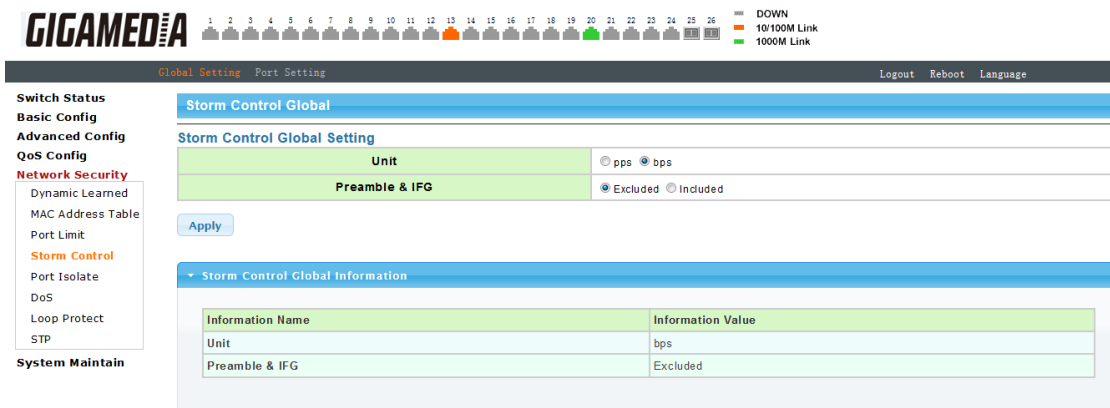 GIGAMEDIA
1 2 3 4 5 6 7 8 9 10 11 12 13 14 15 16 17 18 19 20 21 22 23 24 25 26
DOWN
10/100M Link
1000M Link
Global Setting Port Setting
Logout Reboot Language
Switch Status
Basic Config
Advanced Config
QoS Config
Network Security
Dynamic Learned
MAC Address Table
Port Limit
Storm Control
Port Isolate
DoS
Loop Protect
STP
System Maintain
Storm Control Global
Storm Control Global Setting
Unit pps bps
Preamble & IFG Excluded Included
Apply
Storm Control Global Information
Information Name Information Value
Unit bps
Preamble & IFG Excluded